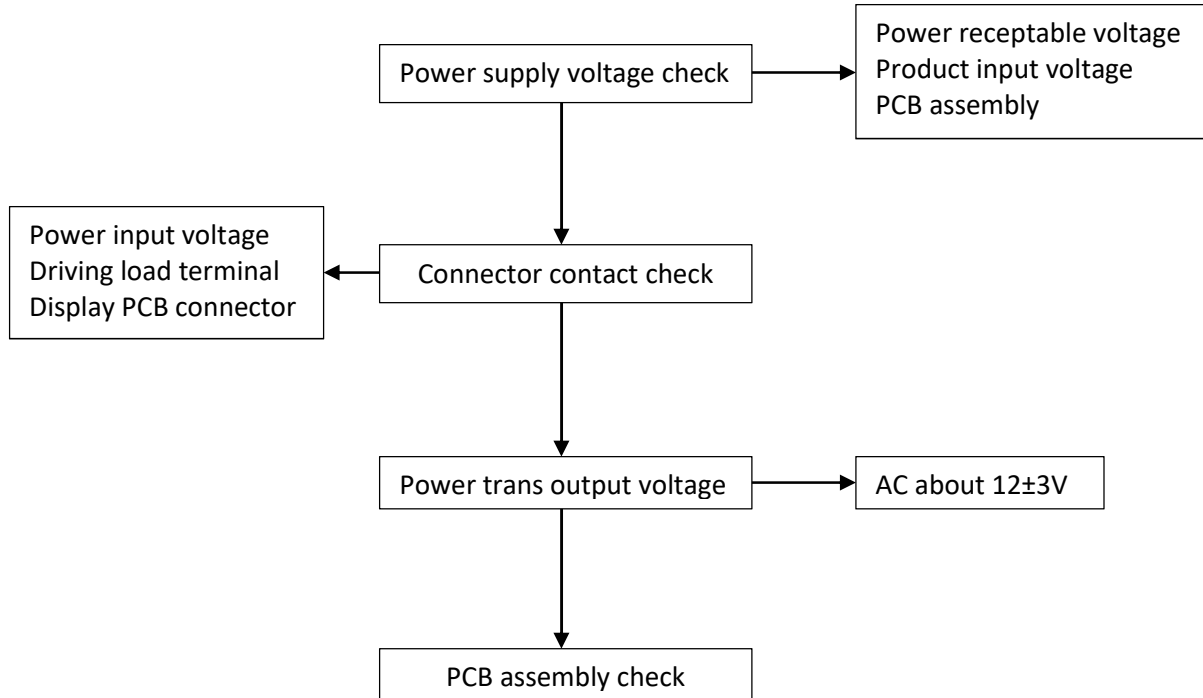 Power supply voltage check
Power receptable voltage
Product input voltage
PCB assembly
Power input voltage
Driving load terminal
Display PCB connector
Connector contact check
Power trans output voltage
AC about 12±3V
PCB assembly check